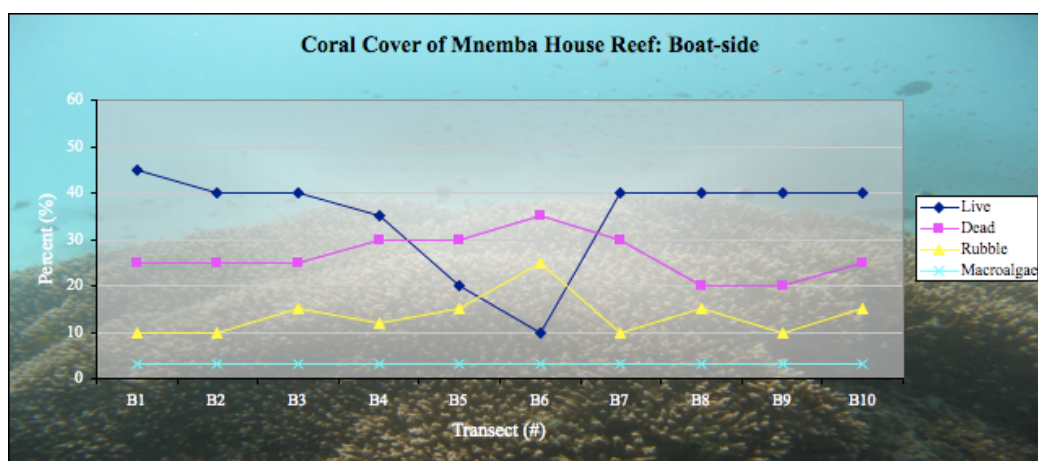 Coral Cover of Mnemba House Reef: Boat-side
60
50
40
30
20
10
0
Percent (%)
B1 B2 B3 B4 B5 B6 B7 B8 B9 B10
Transect (#)
Live
Dead
Rubble
Macroalgae